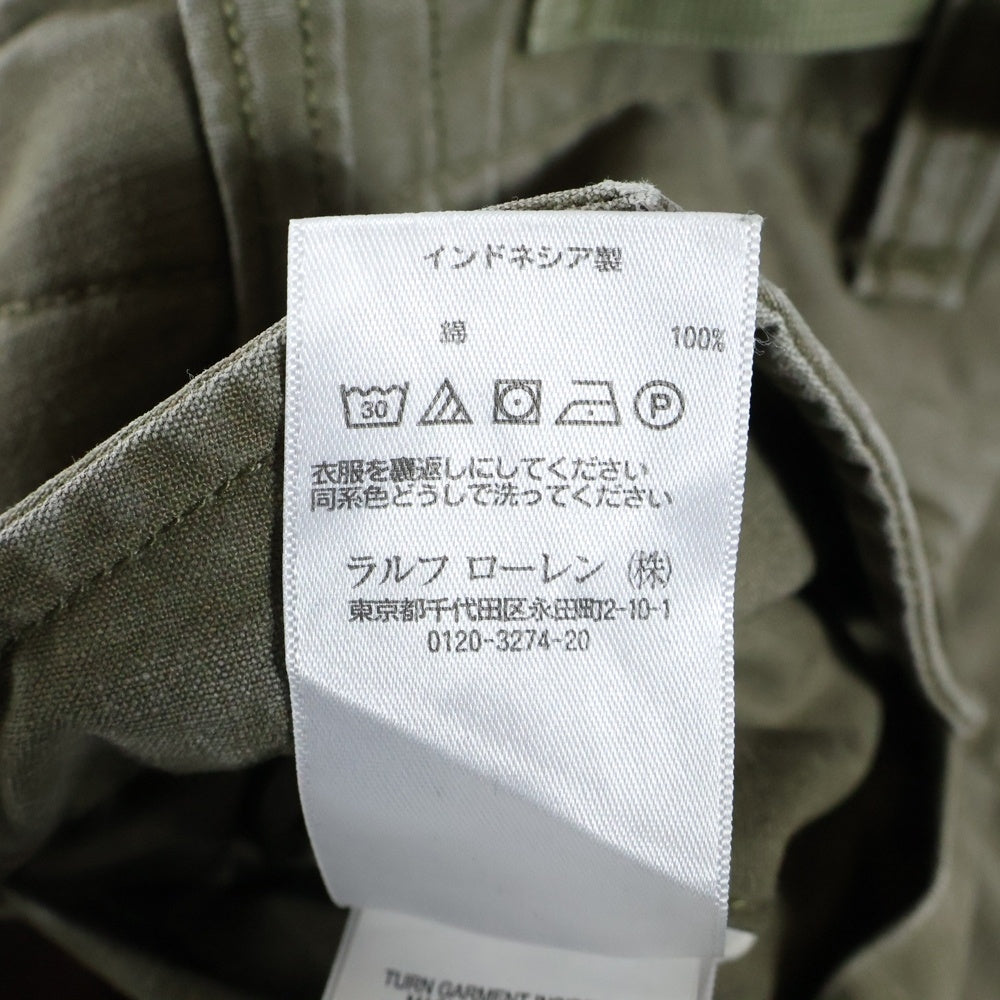 インドネシア製
綿 100%
30 P
衣服を裏返しにしてください
同系色どうしで洗ってください
ラルフ ローレン (株)
東京都千代田区永田町2-10-1
0120-3274-20
TURN GARMENT